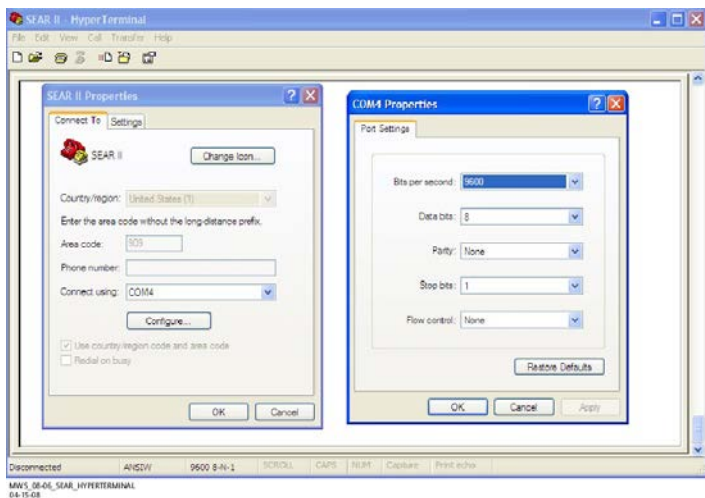 SEAR II - HyperTerminal
File Edit View Call Transfer Help
SEAR II Properties
Connect To Settings
SEAR II
Change Icon...
Country/region: United States (1)
Enter the area code without the long-distance prefix.
Area code: 909
Phone number:
Connect using: COM4
Configure...
Use country/region code and area code
Redial on busy
OK Cancel
COM4 Properties
Port Settings
Bits per second: 9600
Data bits: 8
Parity: None
Stop bits: 1
Flow control: None
Restore Defaults
OK Cancel Apply
Disconnected ANSIW 9600 8-N-1 SCROLL CAPS NUM Capture Print echo
MW5_08-06_SEAR_HYPERTERMINAL
04-15-08